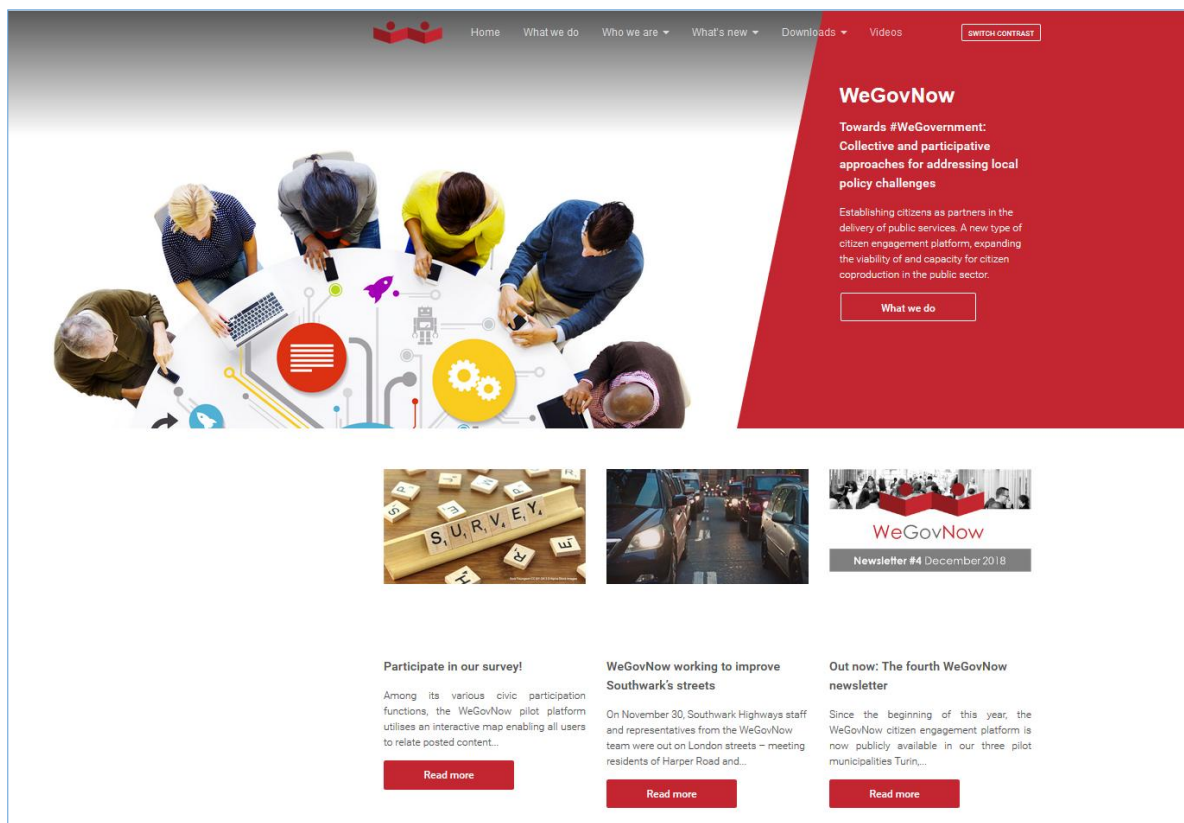 Home What we do Who we are What's new Downloads Videos SWITCH CONTRAST
WeGovNow
Towards #WeGovernment:
Collective and participative
approaches for addressing local
policy challenges
Establishing citizens as partners in the
delivery of public services. A new type of
citizen engagement platform, expanding
the viability of and capacity for citizen
coproduction in the public sector.
What we do
SURVEY
WeGovNow
Newsletter #4 December 2018
Participate in our survey!
Among its various civic participation
functions, the WeGovNow pilot platform
utilises an interactive map enabling all users
to relate posted content...
Read more
WeGovNow working to improve
Southwark's streets
On November 30, Southwark Highways staff
and representatives from the WeGovNow
team were out on London streets – meeting
residents of Harper Road and...
Read more
Out now: The fourth WeGovNow
newsletter
Since the beginning of this year, the
WeGovNow citizen engagement platform is
now publicly available in our three pilot
municipalities Turin,...
Read more